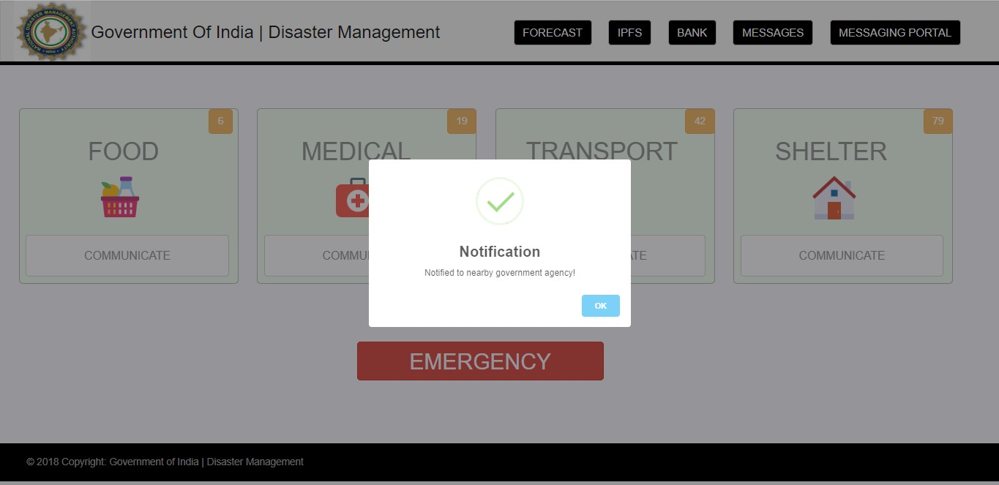 Government Of India | Disaster Management
FORECAST
IPFS
BANK
MESSAGES
MESSAGING PORTAL
6
FOOD
COMMUNICATE
19
MEDICAL
COMMU
42
TRANSPORT
ATE
79
SHELTER
COMMUNICATE
Notification
Notified to nearby government agency!
OK
EMERGENCY
© 2018 Copyright: Government of India | Disaster Management